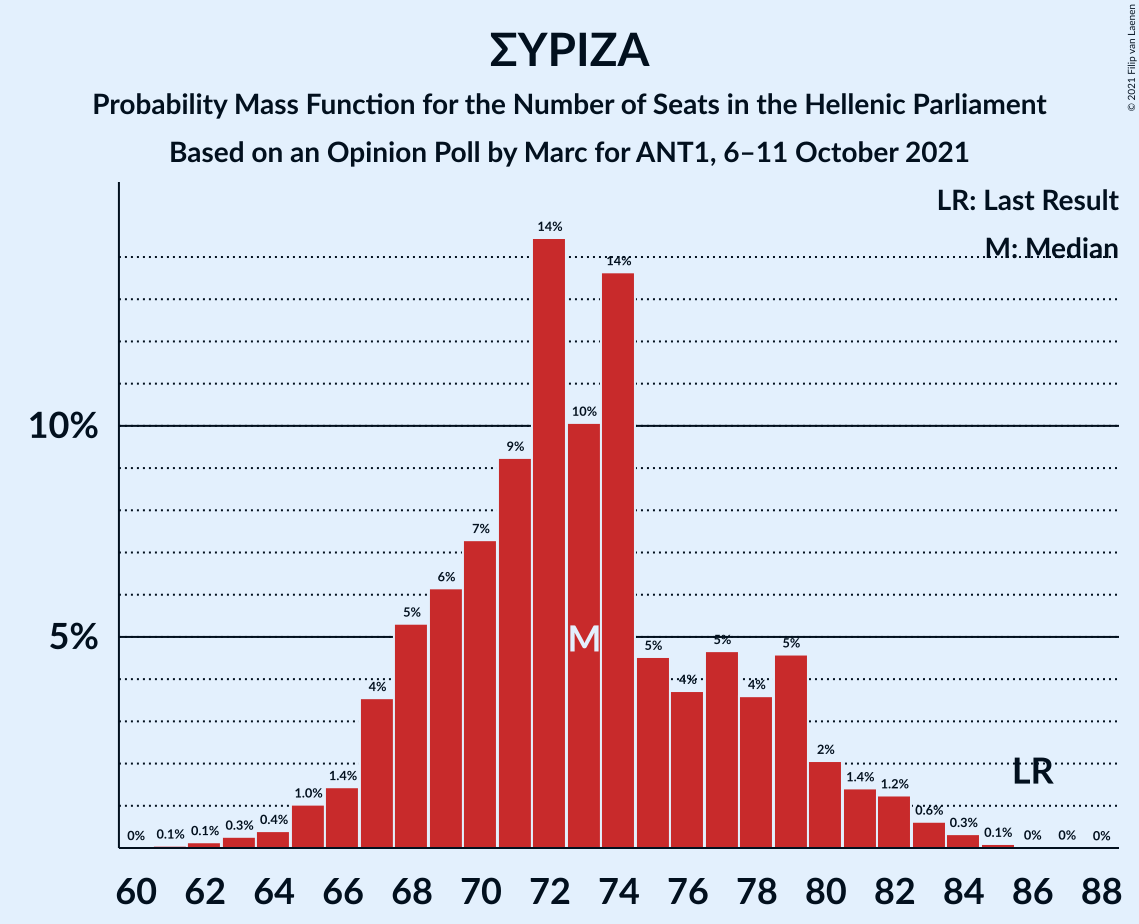 © 2021 Filip van Laenen
ΣΥΡΙΖΑ
Probability Mass Function for the Number of Seats in the Hellenic Parliament
Based on an Opinion Poll by Marc for ANT1, 6–11 October 2021
LR: Last Result
M: Median
10%
5%
0% 0.1% 0.1% 0.3% 0.4% 1.0% 1.4% 4% 5% 6% 7% 9% 14% 10% 14% 5% 4% 5% 4% 5% 2% 1.4% 1.2% 0.6% 0.3% 0.1% 0% 0% 0%
M
LR
60 62 64 66 68 70 72 74 76 78 80 82 84 86 88